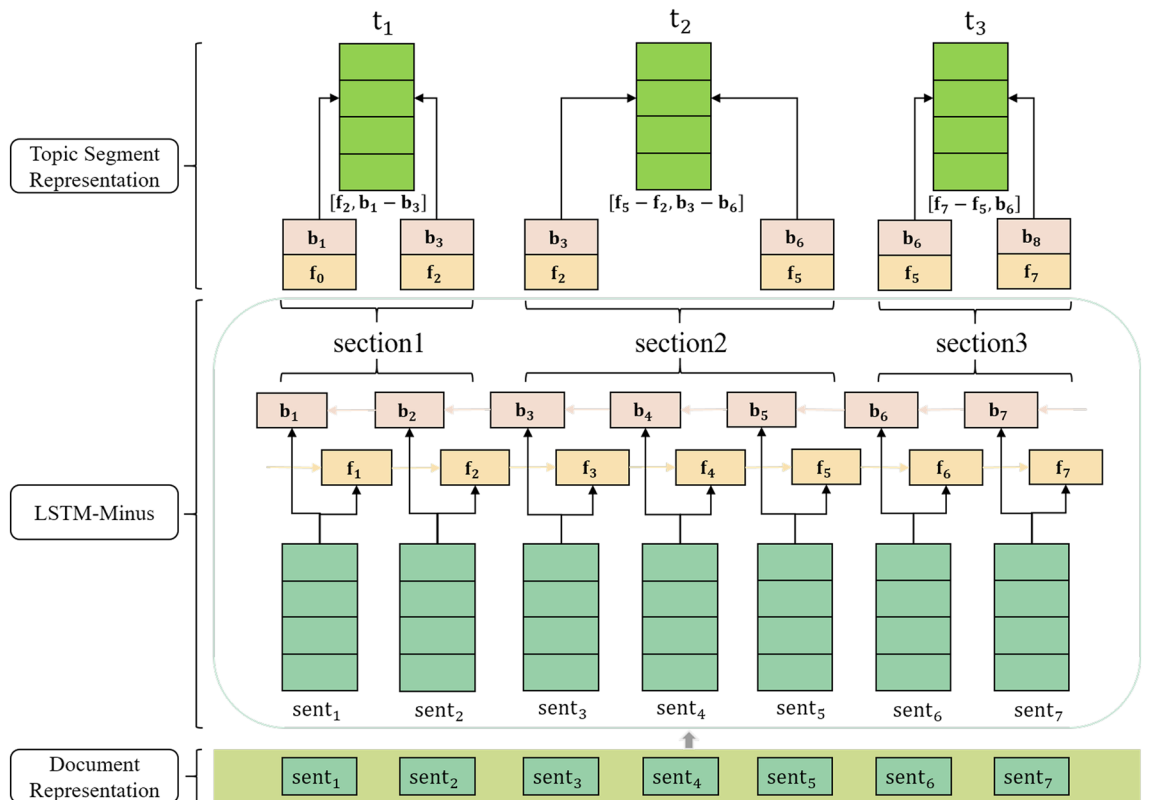 t₁ t₂ t₃
Topic Segment
Representation
[f₂, b₁ − b₃] [f₅ − f₂, b₃ − b₆] [f₇ − f₅, b₆]
b₁ b₃ b₃ b₆ b₆ b₈
f₀ f₂ f₂ f₅ f₅ f₇
section1 section2 section3
b₁ b₂ b₃ b₄ b₅ b₆ b₇
f₁ f₂ f₃ f₄ f₅ f₆ f₇
LSTM-Minus
sent₁ sent₂ sent₃ sent₄ sent₅ sent₆ sent₇
Document
Representation
sent₁ sent₂ sent₃ sent₄ sent₅ sent₆ sent₇